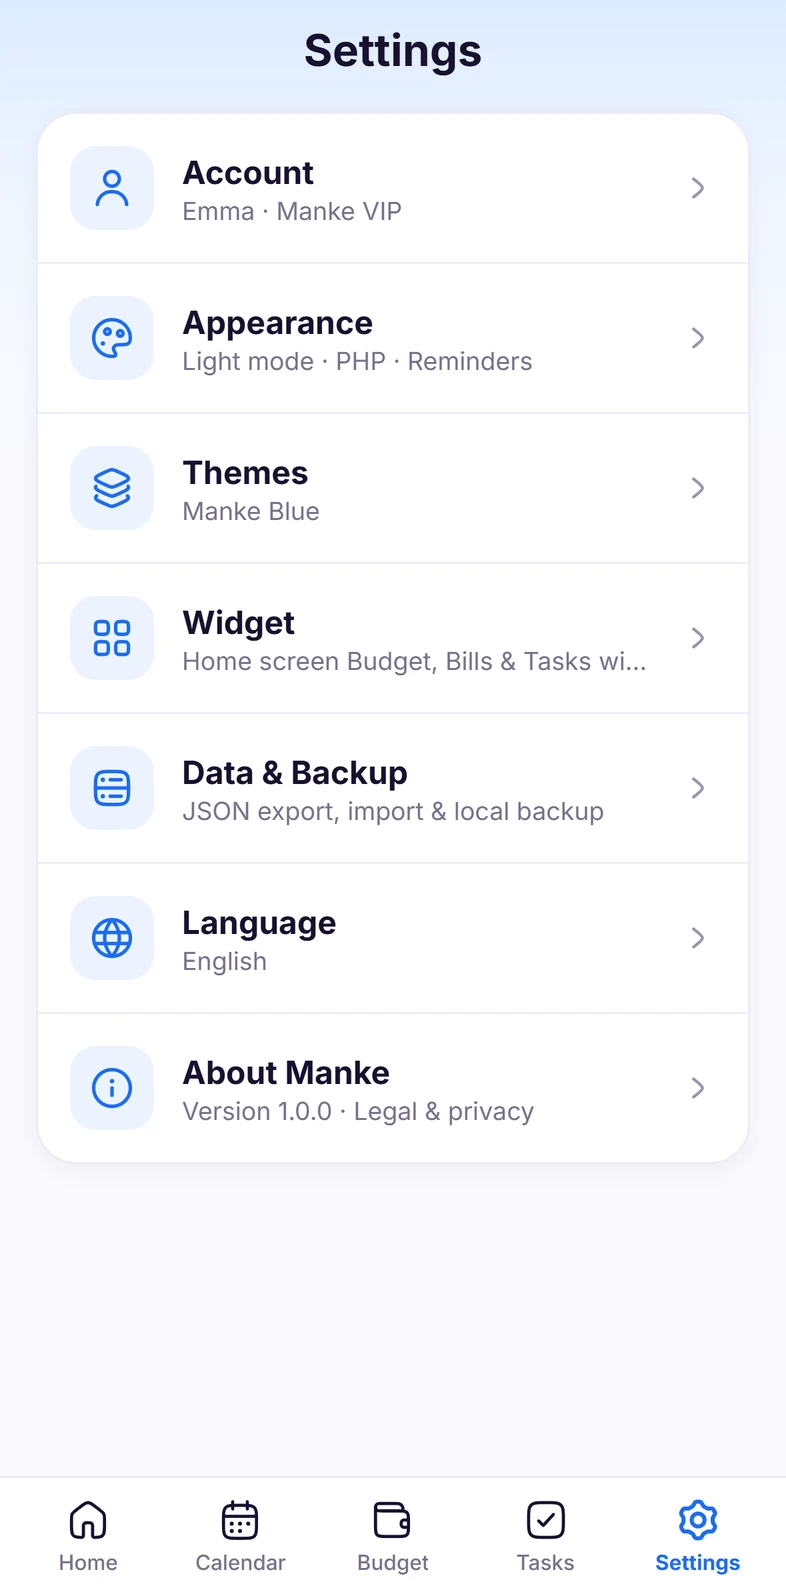 Settings
Account
Emma · Manke VIP
Appearance
Light mode · PHP · Reminders
Themes
Manke Blue
Widget
Home screen Budget, Bills & Tasks wi...
Data & Backup
JSON export, import & local backup
Language
English
About Manke
Version 1.0.0 · Legal & privacy
Home Calendar Budget Tasks Settings